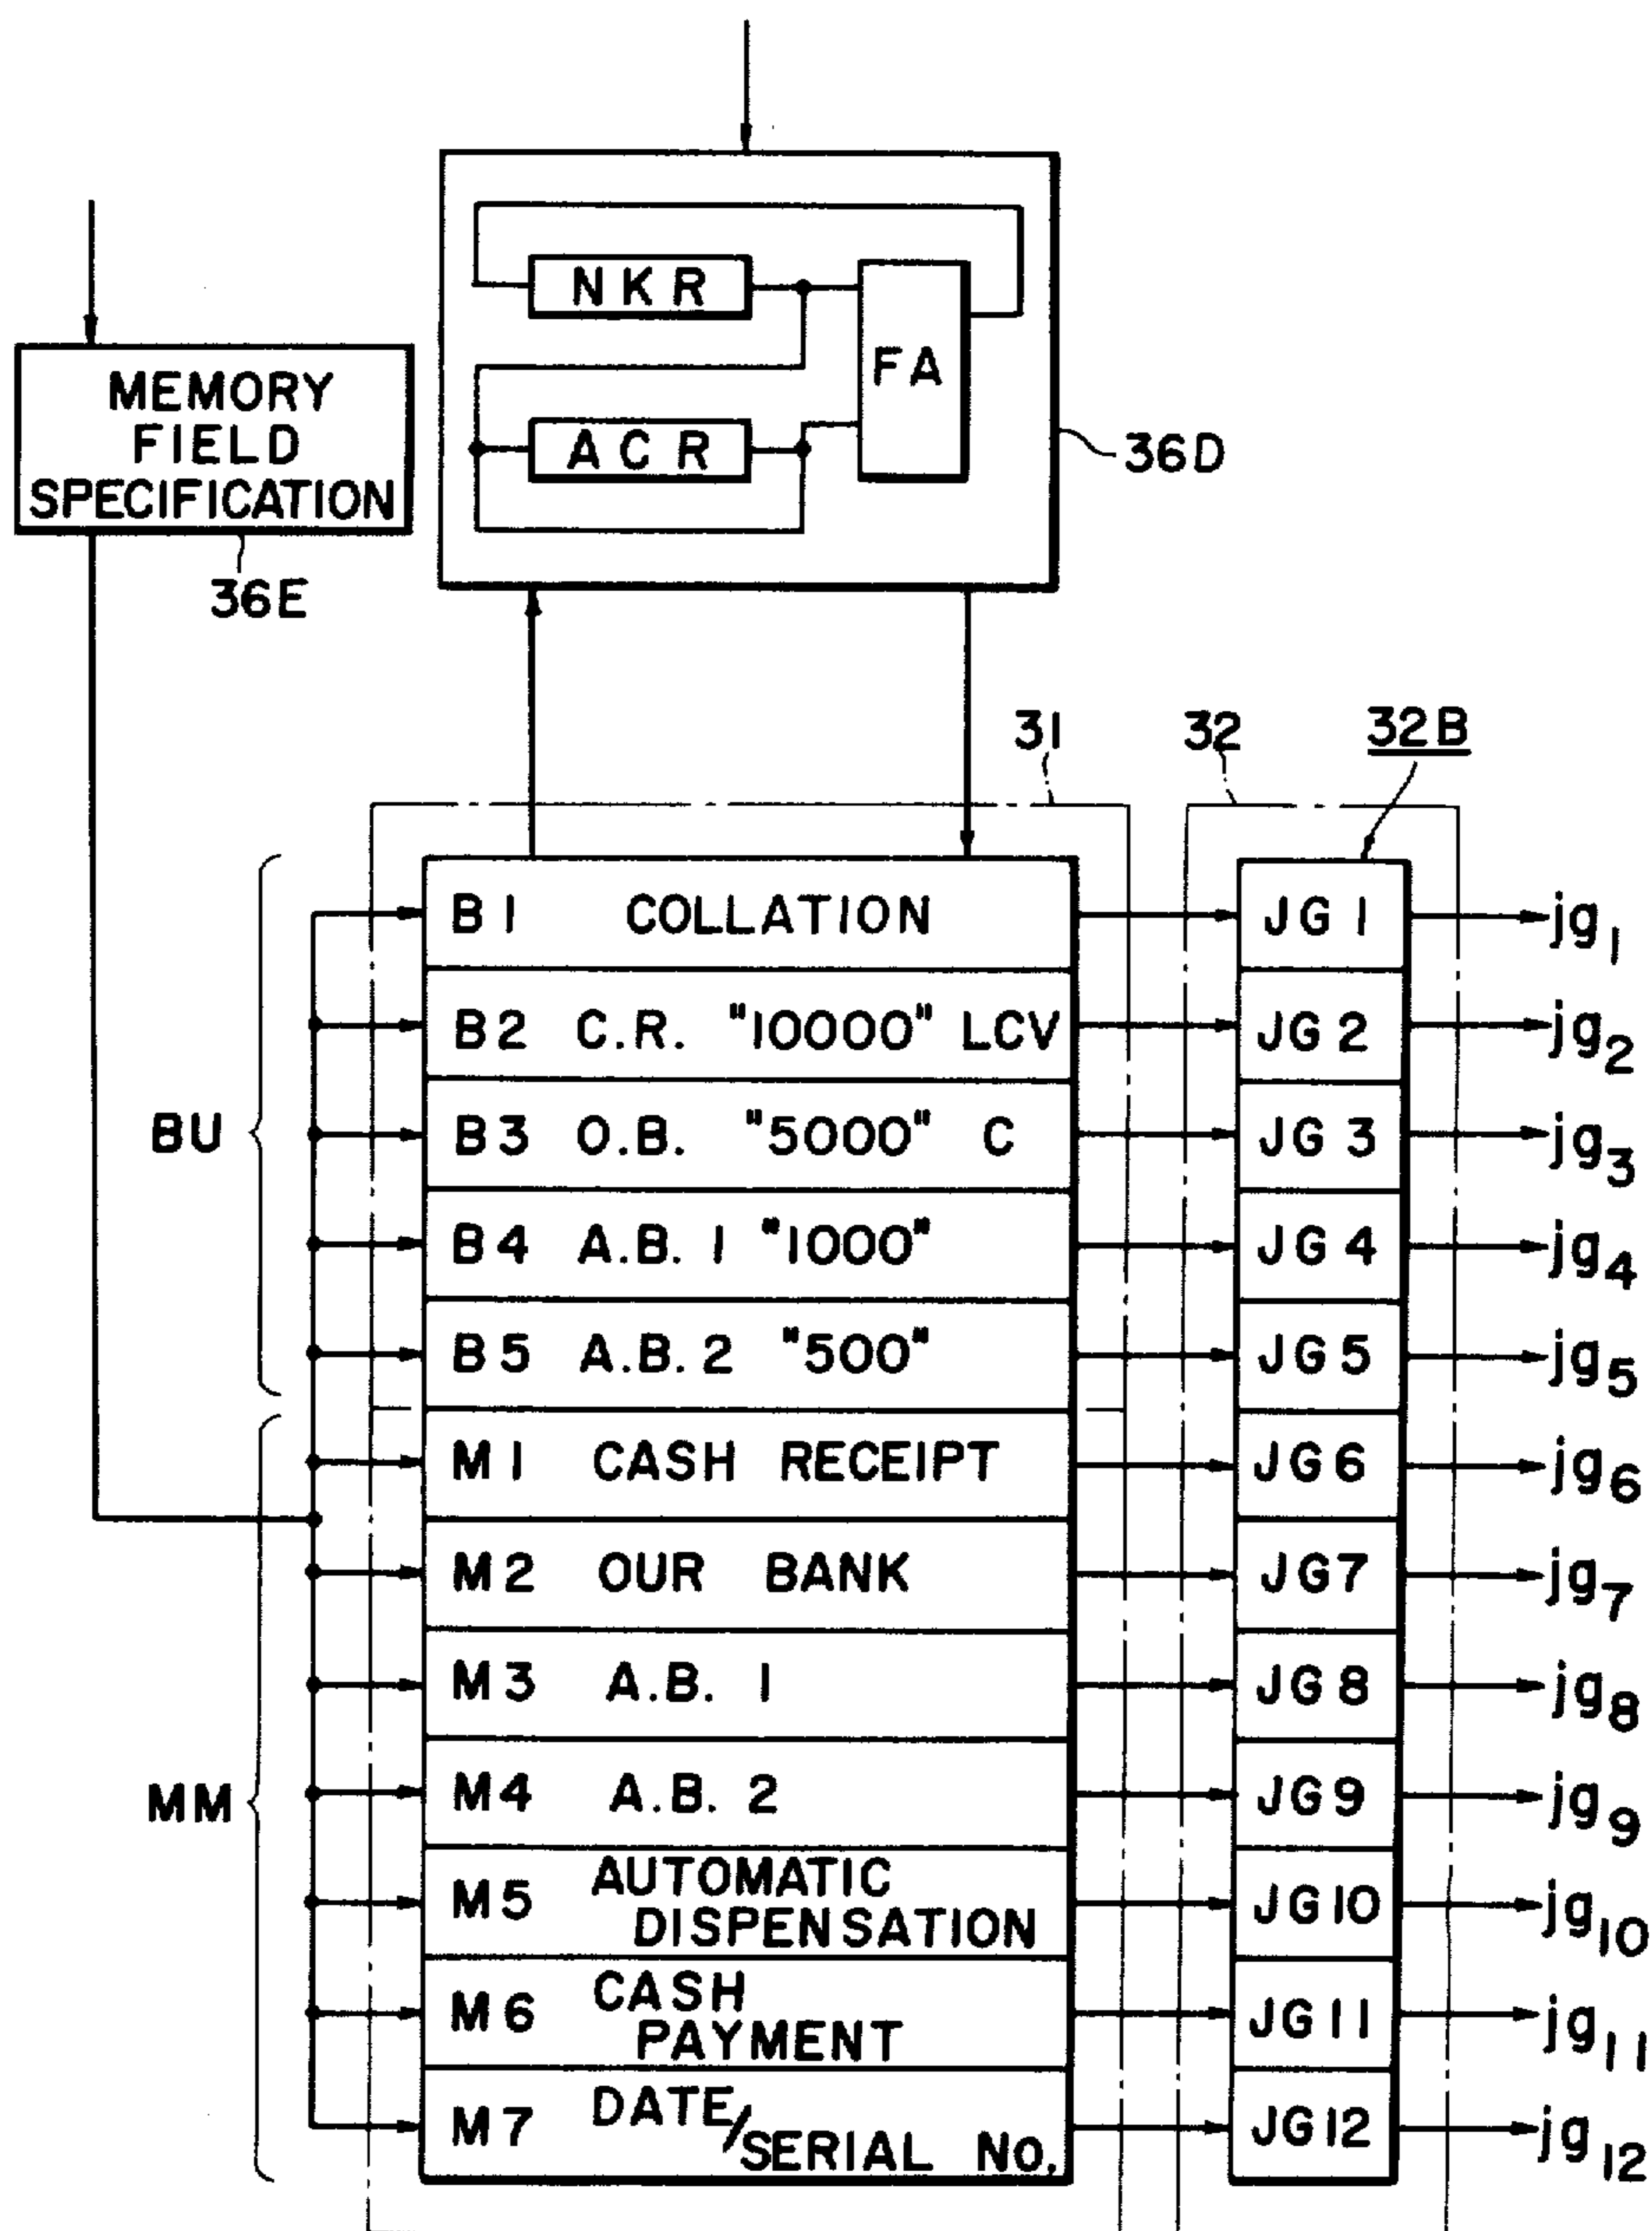 NKR
FA
ACR
36D
MEMORY
FIELD
SPECIFICATION
36E
31
32
32B
BU
B1 COLLATION
JG1
jg1
B2 C.R. "10000" LCV
JG2
jg2
B3 O.B. "5000" C
JG3
jg3
B4 A.B. 1 "1000"
JG4
jg4
B5 A.B. 2 "500"
JG5
jg5
MM
M1 CASH RECEIPT
JG6
jg6
M2 OUR BANK
JG7
jg7
M3 A.B. 1
JG8
jg8
M4 A.B. 2
JG9
jg9
M5 AUTOMATIC
DISPENSATION
JG10
jg10
M6 CASH
PAYMENT
JG11
jg11
M7 DATE/
SERIAL No.
JG12
jg12